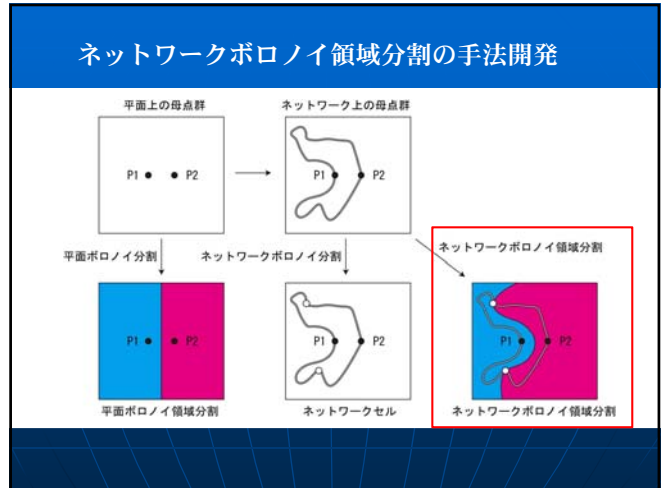 ネットワークボロノイ領域分割の手法開発
平面上の母点群
ネットワーク上の母点群
P1 P2
P1 P2
平面ボロノイ分割
ネットワークボロノイ分割
ネットワークボロノイ領域分割
P1 P2
P1 P2
P1 P2
平面ボロノイ領域分割
ネットワークセル
ネットワークボロノイ領域分割